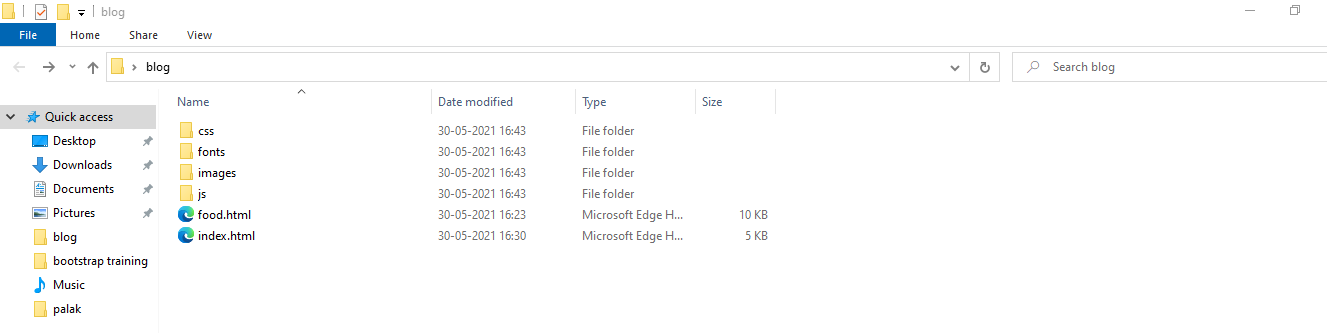 blog
File Home Share View
blog Search blog
Name Date modified Type Size
Quick access
Desktop
Downloads
Documents
Pictures
blog
bootstrap training
Music
palak
css 30-05-2021 16:43 File folder
fonts 30-05-2021 16:43 File folder
images 30-05-2021 16:43 File folder
js 30-05-2021 16:43 File folder
food.html 30-05-2021 16:23 Microsoft Edge H... 10 KB
index.html 30-05-2021 16:30 Microsoft Edge H... 5 KB